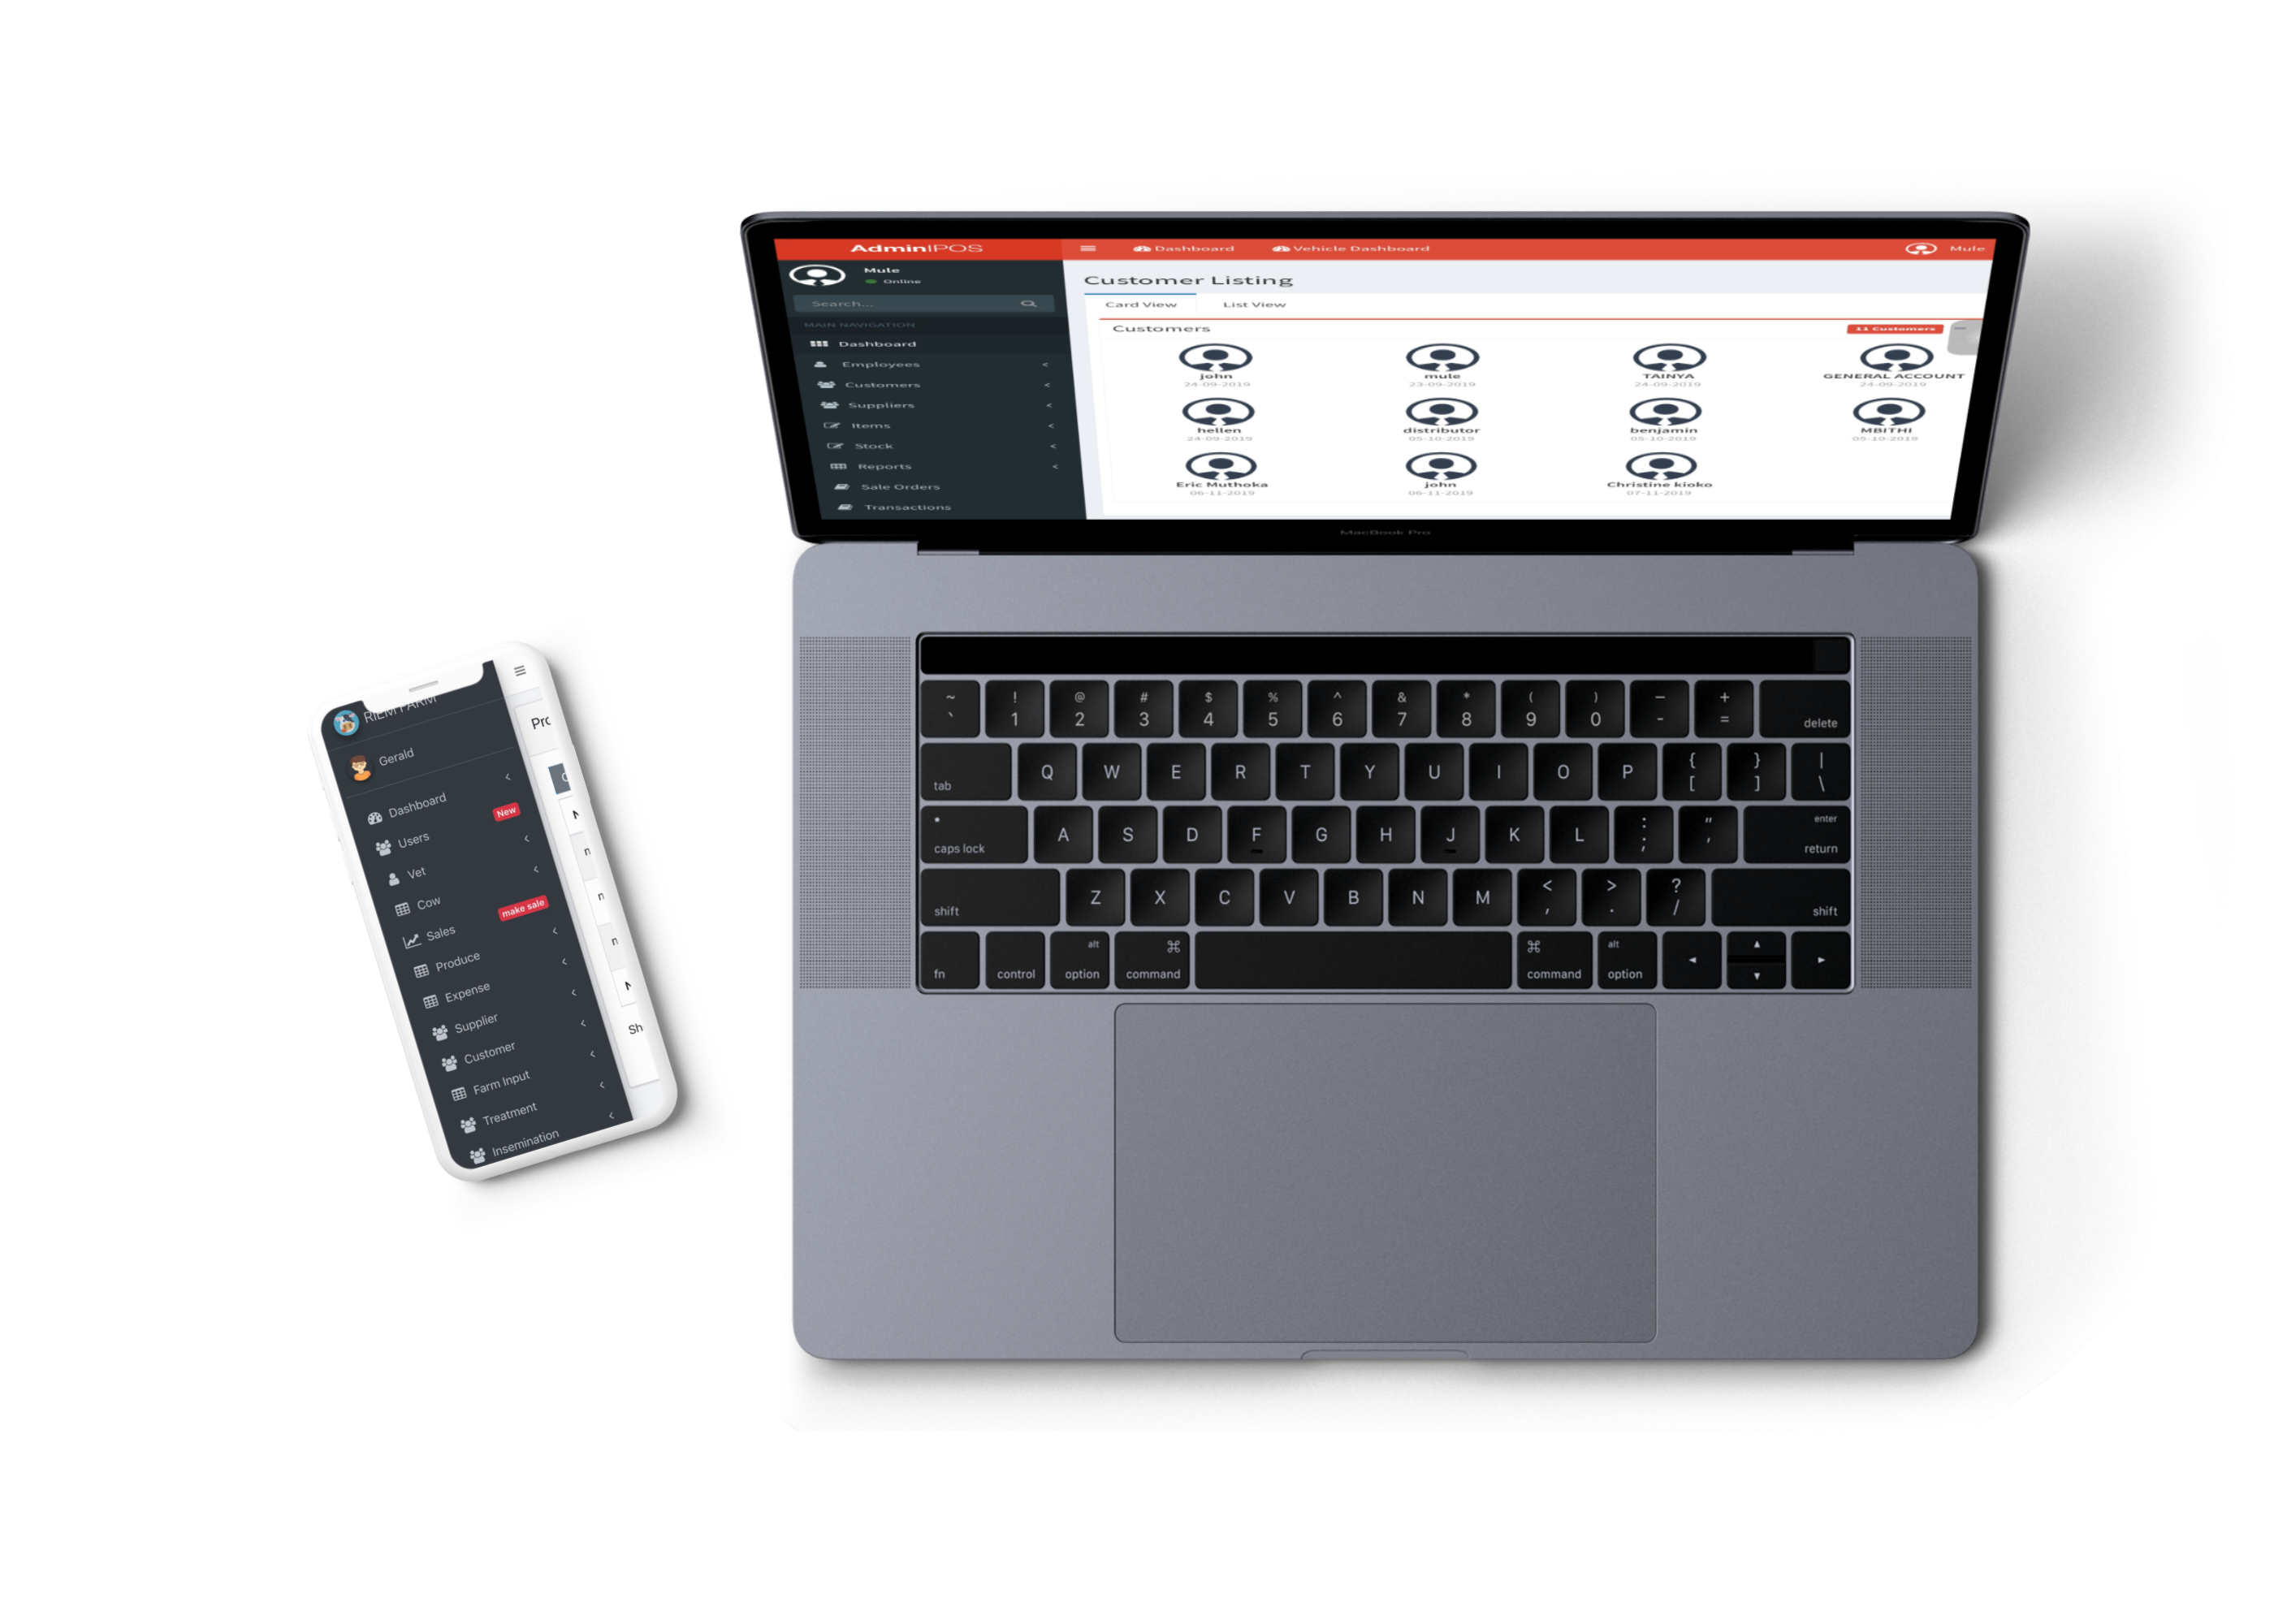 AdminIPOS
Dashboard
Vehicle Dashboard
Mule
Mule
Online
Search...
MAIN NAVIGATION
Dashboard
Employees
Customers
Suppliers
Items
Stock
Reports
Sale Orders
Transactions
Customer Listing
Card View List View
Customers
11 Customers
john mule TAINYA GENERAL ACCOUNT
24-09-2019 23-09-2019 24-09-2019 24-09-2019
hellen distributor benjamin MBITHI
24-09-2019 05-10-2019 05-10-2019 05-10-2019
Eric Muthoka john Christine kioko
06-11-2019 06-11-2019 07-11-2019
MacBook Pro
~ ! @ # $ % ^ & * ( ) — +
` 1 2 3 4 5 6 7 8 9 0 - = delete
tab Q W E R T Y U I O P { [ } ] | \
caps lock A S D F G H J K L : ; " ' enter return
shift Z X C V B N M < , > . ? / shift
fn control alt option ⌘ command ⌘ command alt option ◄ ▲ ▼ ►
RIEM FARM
Gerald
Dashboard
Users New
Vet
Cow
Sales make sale
Produce
Expense
Supplier
Customer
Farm Input
Treatment
Insemination
Sh